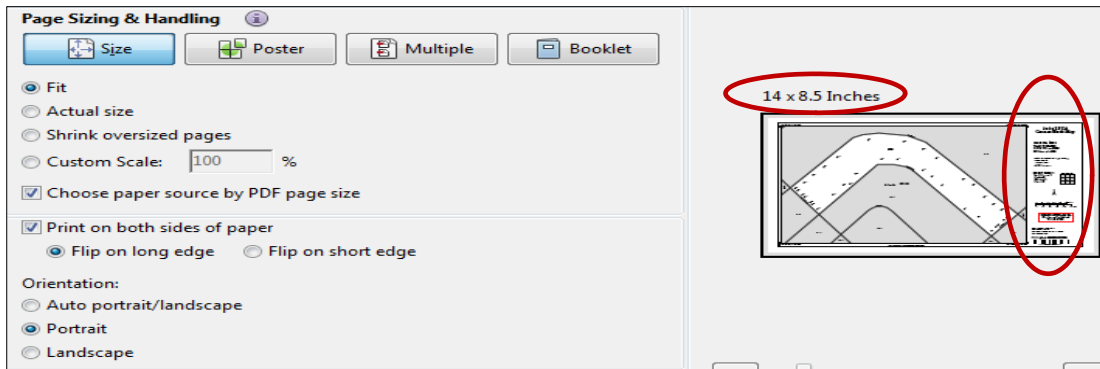 Page Sizing & Handling
Size Poster Multiple Booklet
Fit
Actual size
Shrink oversized pages
Custom Scale: 100 %
Choose paper source by PDF page size
Print on both sides of paper
Flip on long edge Flip on short edge
Orientation:
Auto portrait/landscape
Portrait
Landscape
14 x 8.5 Inches